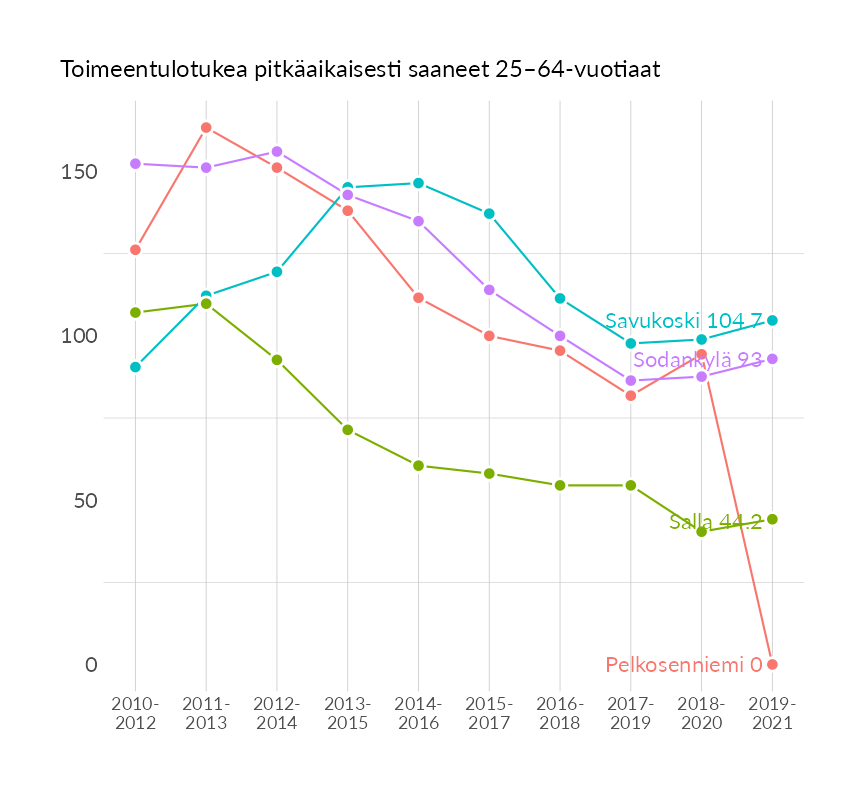 Toimeentulotukea pitkäaikaisesti saaneet 25–64-vuotiaat
150
100
50
0
Savukoski 104.7
Sodankylä 93
Salla 44.2
Pelkosenniemi 0
2010- 2011- 2012- 2013- 2014- 2015- 2016- 2017- 2018- 2019-
2012 2013 2014 2015 2016 2017 2018 2019 2020 2021